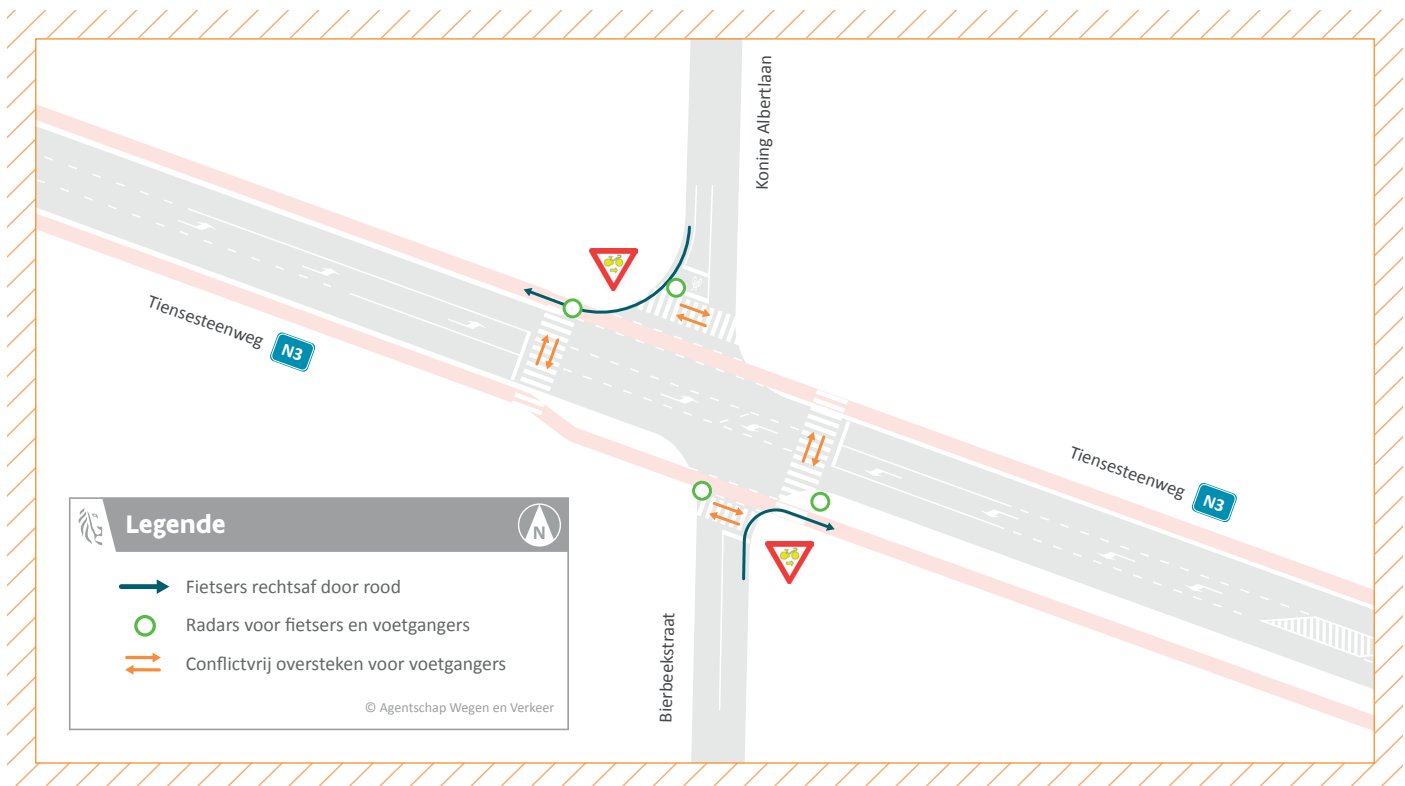 Koning Albertlaan
Tiensesteenweg N3
Tiensesteenweg N3
Legende
N
Fietsers rechtsaf door rood
Radars voor fietsers en voetgangers
Conflictvrij oversteken voor voetgangers
© Agentschap Wegen en Verkeer
Bierbeekstraat